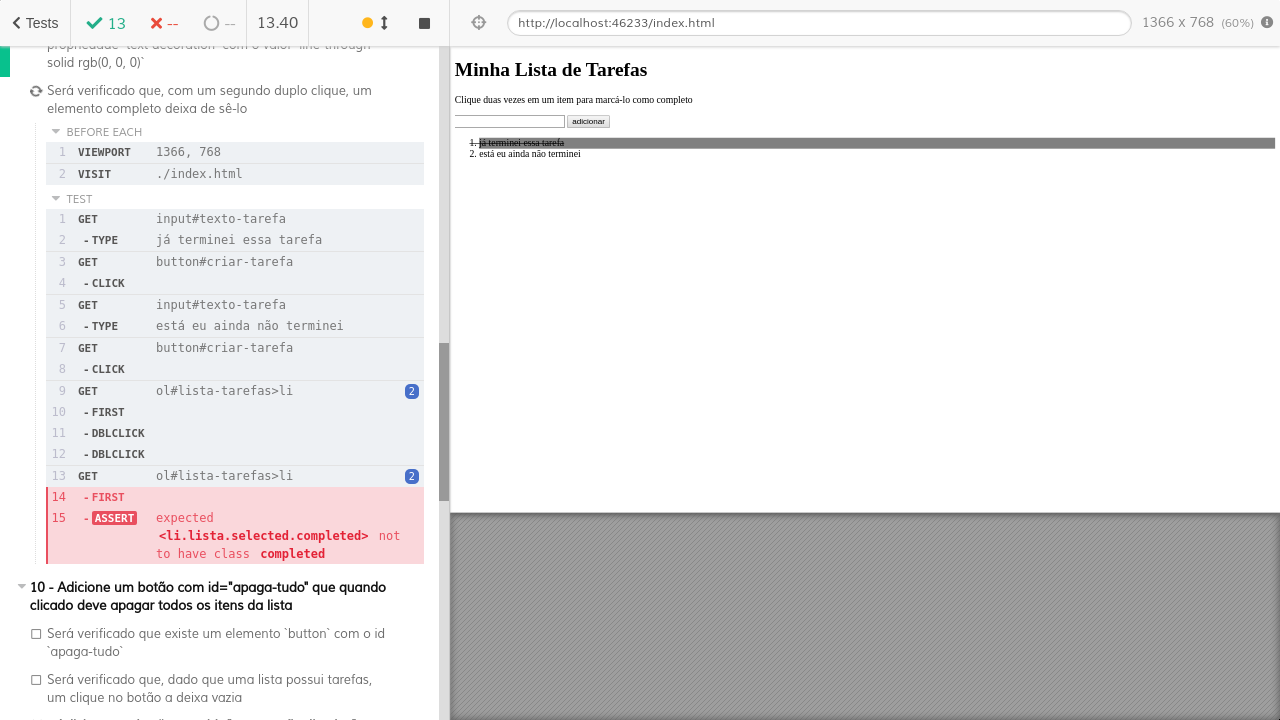 Tests
13
--
--
13.40
http://localhost:46233/index.html
1366 x 768 (60%)
propriedade `text-decoration` com o valor `line-through
solid rgb(0, 0, 0)`
Será verificado que, com um segundo duplo clique, um
elemento completo deixa de sê-lo
BEFORE EACH
1 VIEWPORT 1366, 768
2 VISIT ./index.html
TEST
1 GET input#texto-tarefa
2 - TYPE já terminei essa tarefa
3 GET button#criar-tarefa
4 - CLICK
5 GET input#texto-tarefa
6 - TYPE está eu ainda não terminei
7 GET button#criar-tarefa
8 - CLICK
9 GET ol#lista-tarefas>li 2
10 - FIRST
11 - DBLCLICK
12 - DBLCLICK
13 GET ol#lista-tarefas>li 2
14 - FIRST
15 - ASSERT expected
<li.lista.selected.completed> not
to have class completed
10 - Adicione um botão com id="apaga-tudo" que quando
clicado deve apagar todos os itens da lista
Será verificado que existe um elemento `button` com o id
`apaga-tudo`
Será verificado que, dado que uma lista possui tarefas,
um clique no botão a deixa vazia
Minha Lista de Tarefas
Clique duas vezes em um item para marcá-lo como completo
adicionar
1. já terminei essa tarefa
2. está eu ainda não terminei